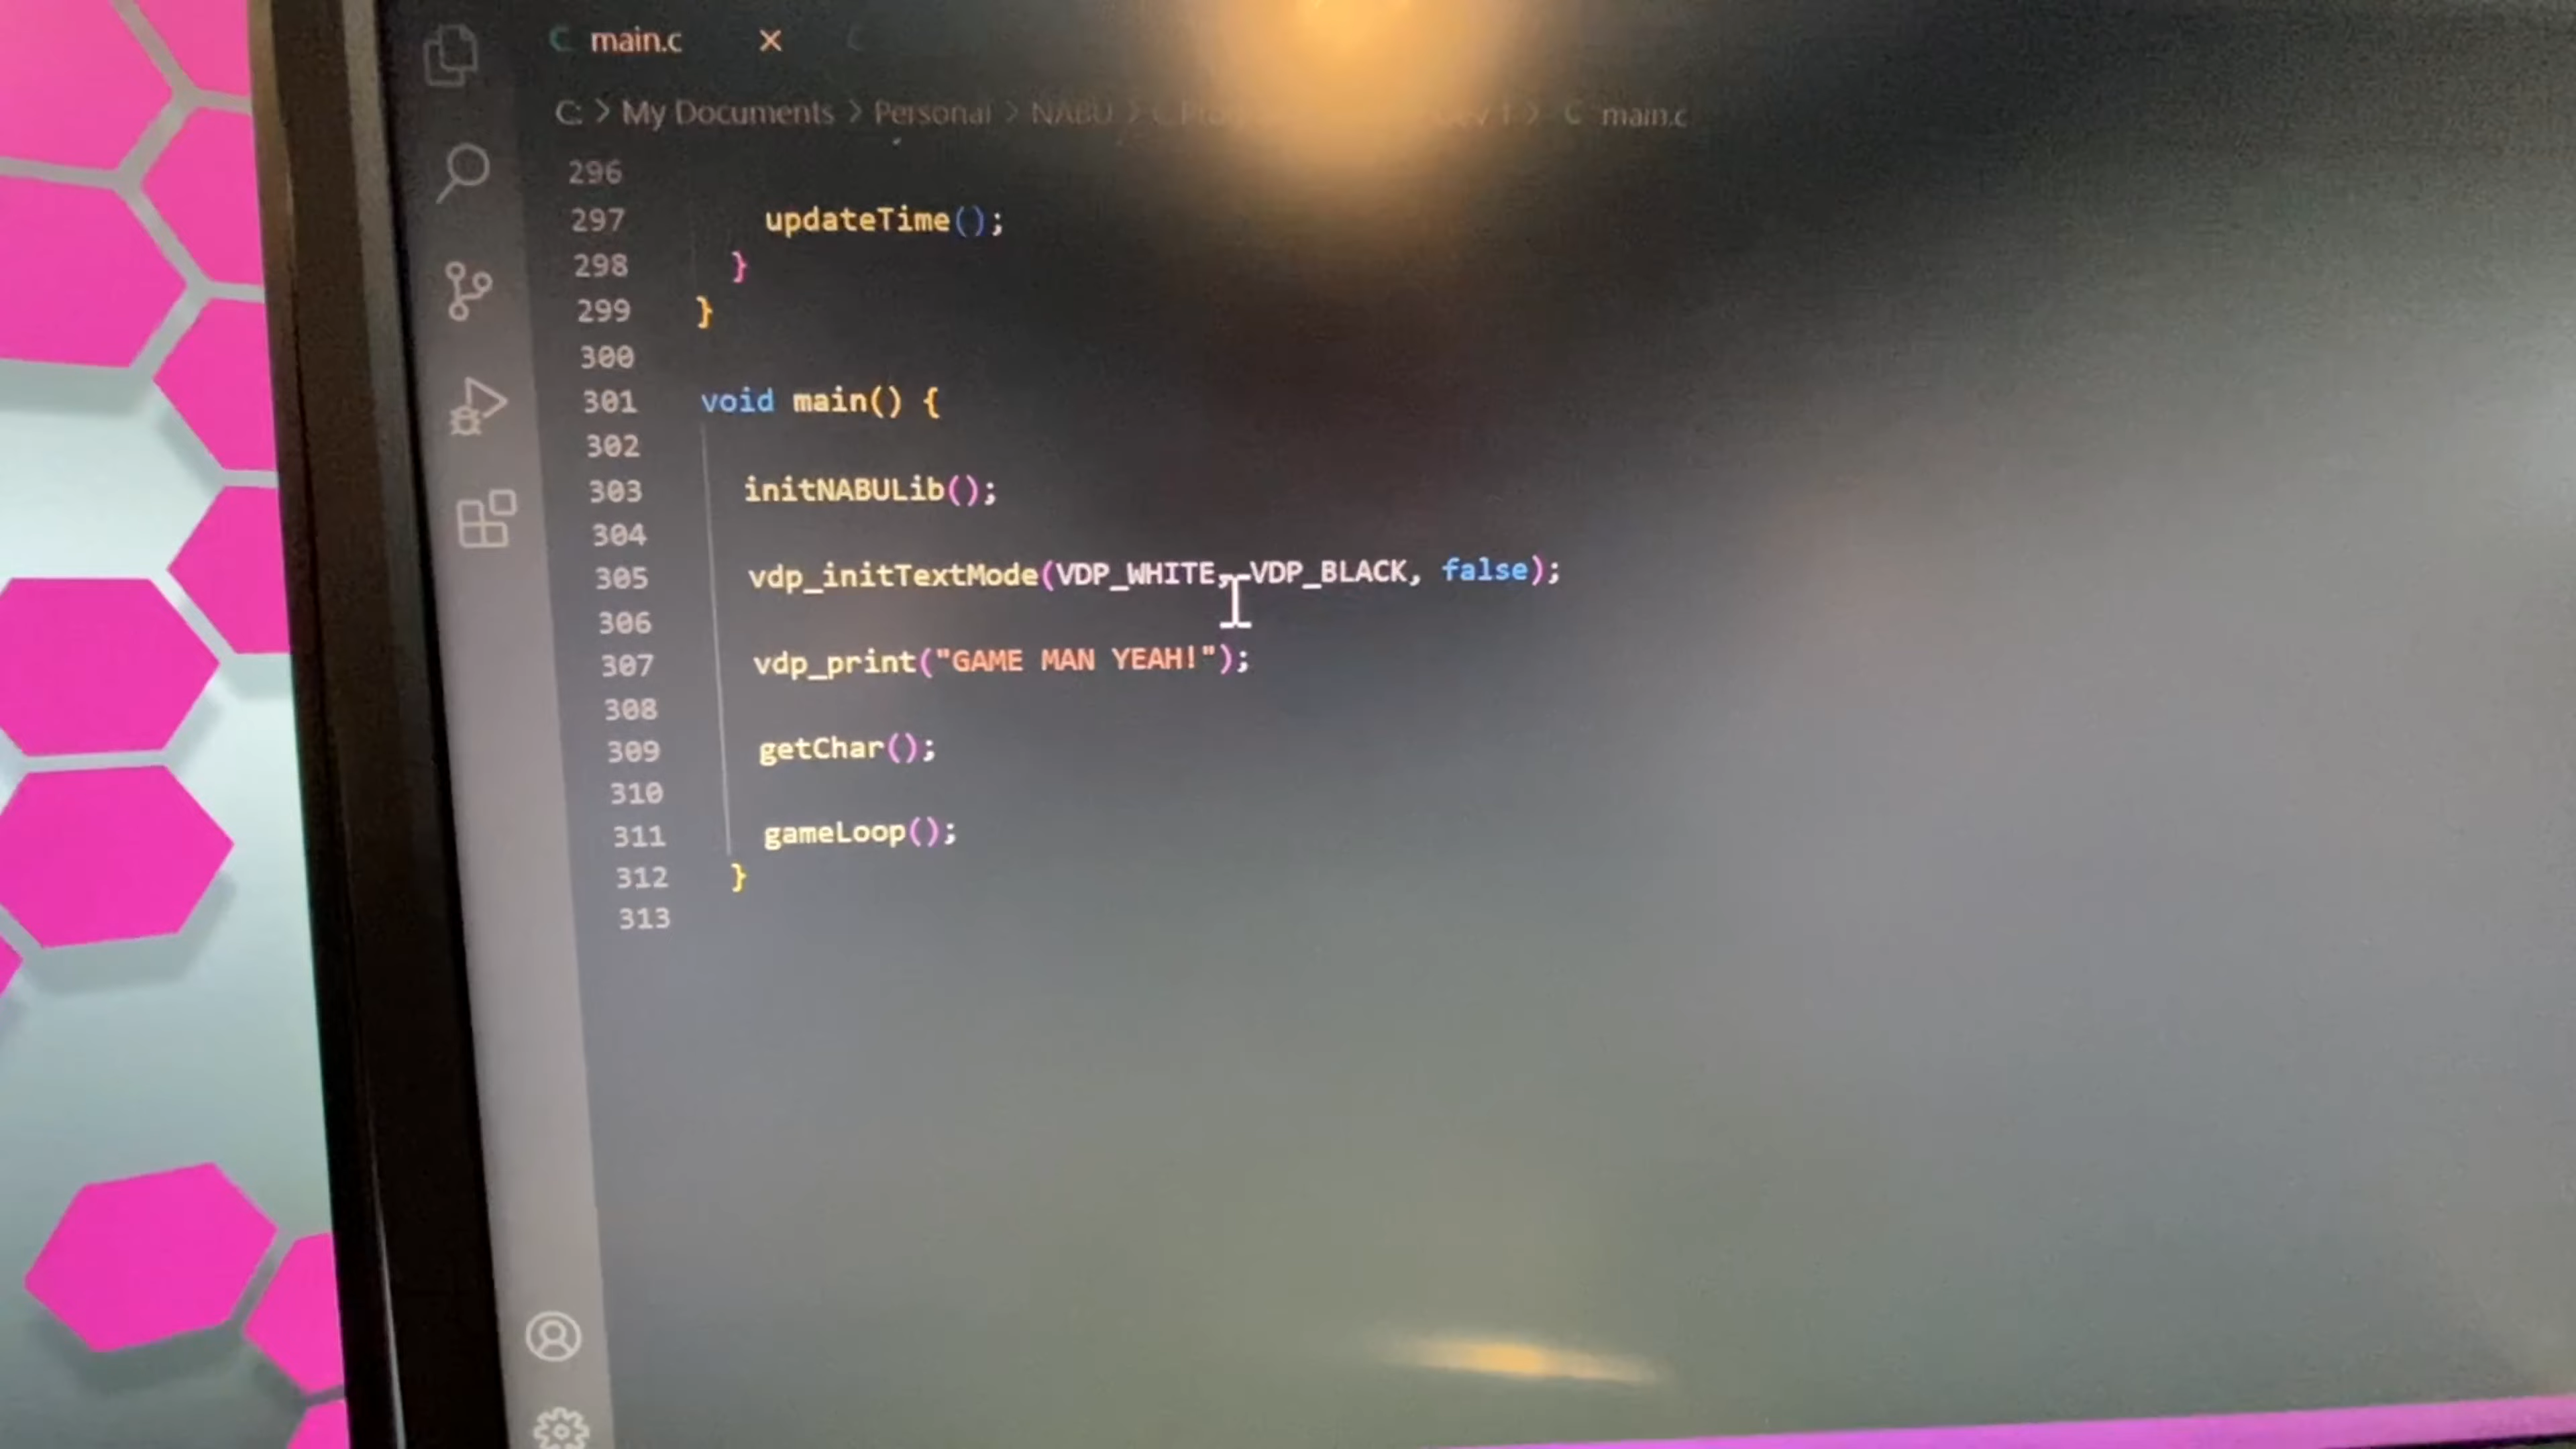 main.c
C: > My Documents > Personal > NABU > C main.c
296
297 updateTime();
298 }
299 }
300
301 void main() {
302
303 initNABULib();
304
305 vdp_initTextMode(VDP_WHITE, VDP_BLACK, false);
306
307 vdp_print("GAME MAN YEAH!");
308
309 getChar();
310
311 gameLoop();
312 }
313